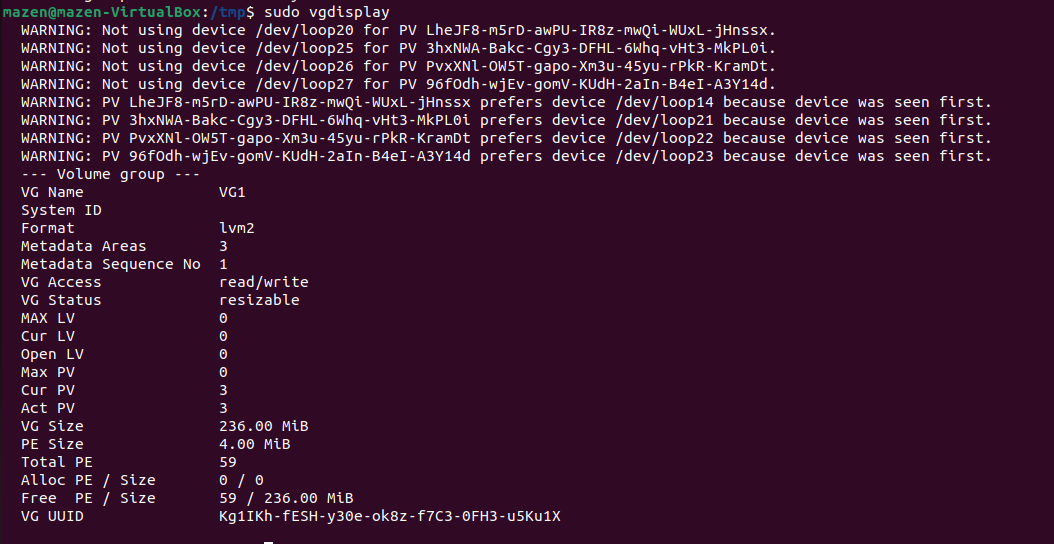 mazen@mazen-VirtualBox:/tmp$ sudo vgdisplay
WARNING: Not using device /dev/loop20 for PV LheJF8-m5rD-awPU-IR8z-mwQi-WUxL-jHnssx.
WARNING: Not using device /dev/loop25 for PV 3hxNWA-Bakc-Cgy3-DFHL-6Whq-vHt3-MkPL0i.
WARNING: Not using device /dev/loop26 for PV PvxXNl-OW5T-gapo-Xm3u-45yu-rPkR-KramDt.
WARNING: Not using device /dev/loop27 for PV 96fOdh-wjEv-gomV-KUdH-2aIn-B4eI-A3Y14d.
WARNING: PV LheJF8-m5rD-awPU-IR8z-mwQi-WUxL-jHnssx prefers device /dev/loop14 because device was seen first.
WARNING: PV 3hxNWA-Bakc-Cgy3-DFHL-6Whq-vHt3-MkPL0i prefers device /dev/loop21 because device was seen first.
WARNING: PV PvxXNl-OW5T-gapo-Xm3u-45yu-rPkR-KramDt prefers device /dev/loop22 because device was seen first.
WARNING: PV 96fOdh-wjEv-gomV-KUdH-2aIn-B4eI-A3Y14d prefers device /dev/loop23 because device was seen first.
--- Volume group ---
VG Name               VG1
System ID
Format                lvm2
Metadata Areas        3
Metadata Sequence No  1
VG Access             read/write
VG Status             resizable
MAX LV                0
Cur LV                0
Open LV               0
Max PV                0
Cur PV                3
Act PV                3
VG Size               236.00 MiB
PE Size               4.00 MiB
Total PE              59
Alloc PE / Size       0 / 0
Free  PE / Size       59 / 236.00 MiB
VG UUID               Kg1IKh-fESH-y30e-ok8z-f7C3-0FH3-u5Ku1X